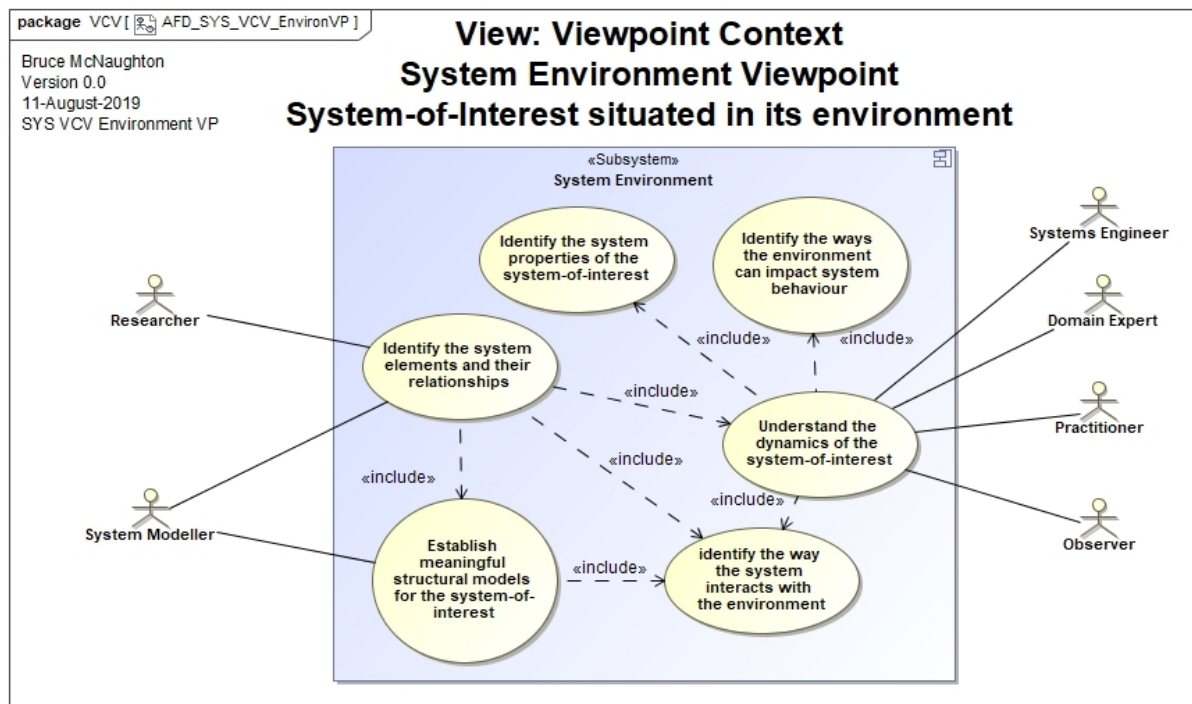 package VCV [ AFD_SYS_VCV_EnvironVP ]
View: Viewpoint Context
System Environment Viewpoint
System-of-Interest situated in its environment
Bruce McNaughton
Version 0.0
11-August-2019
SYS VCV Environment VP
«Subsystem»
System Environment
Identify the system
properties of the
system-of-interest
Identify the ways
the environment
can impact system
behaviour
Systems Engineer
Researcher
Domain Expert
«include»
«include»
Identify the system
elements and their
relationships
«include»
Understand the
dynamics of the
system-of-interest
Practitioner
«include»
«include»
«include»
System Modeller
Observer
Establish
meaningful
structural models
for the system-of-
interest
«include»
identify the way
the system
interacts with
the environment